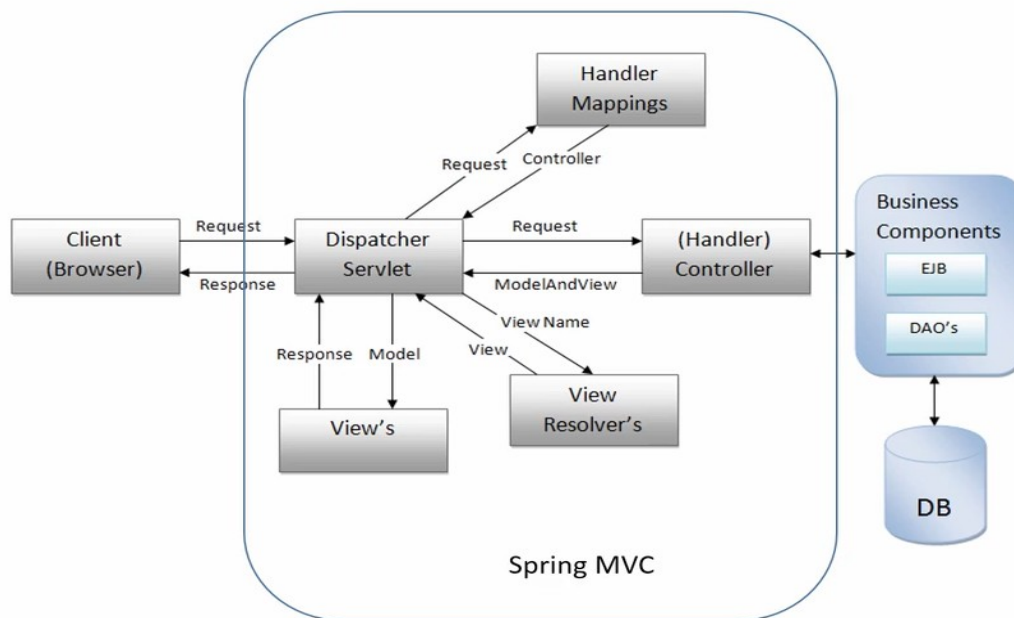 Handler
Mappings
Request
Controller
Client
(Browser)
Request
Response
Dispatcher
Servlet
Request
ModelAndView
(Handler)
Controller
Business
Components
EJB
DAO's
View Name
View
Response
Model
View's
View
Resolver's
DB
Spring MVC